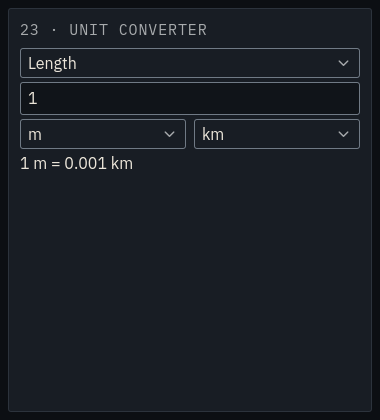 23 · UNIT CONVERTER
Length
1
m km
1 m = 0.001 km